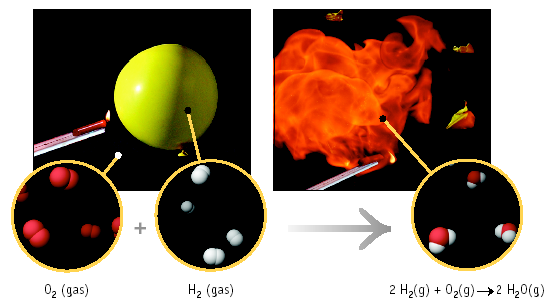 +
O₂ (gas)
H₂ (gas)
2 H₂(g) + O₂(g) → 2 H₂O(g)